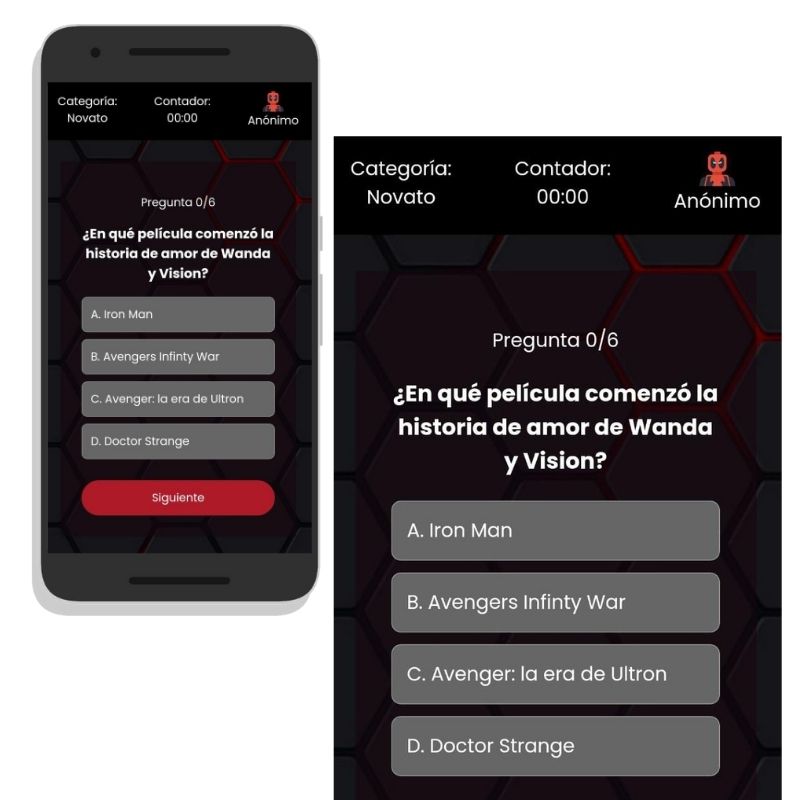 Categoría:
Novato
Contador:
00:00
Anónimo
Pregunta 0/6
¿En qué película comenzó la
historia de amor de Wanda
y Vision?
A. Iron Man
B. Avengers Infinty War
C. Avenger: la era de Ultron
D. Doctor Strange
Siguiente
Categoría:
Novato
Contador:
00:00
Anónimo
Pregunta 0/6
¿En qué película comenzó la
historia de amor de Wanda
y Vision?
A. Iron Man
B. Avengers Infinty War
C. Avenger: la era de Ultron
D. Doctor Strange